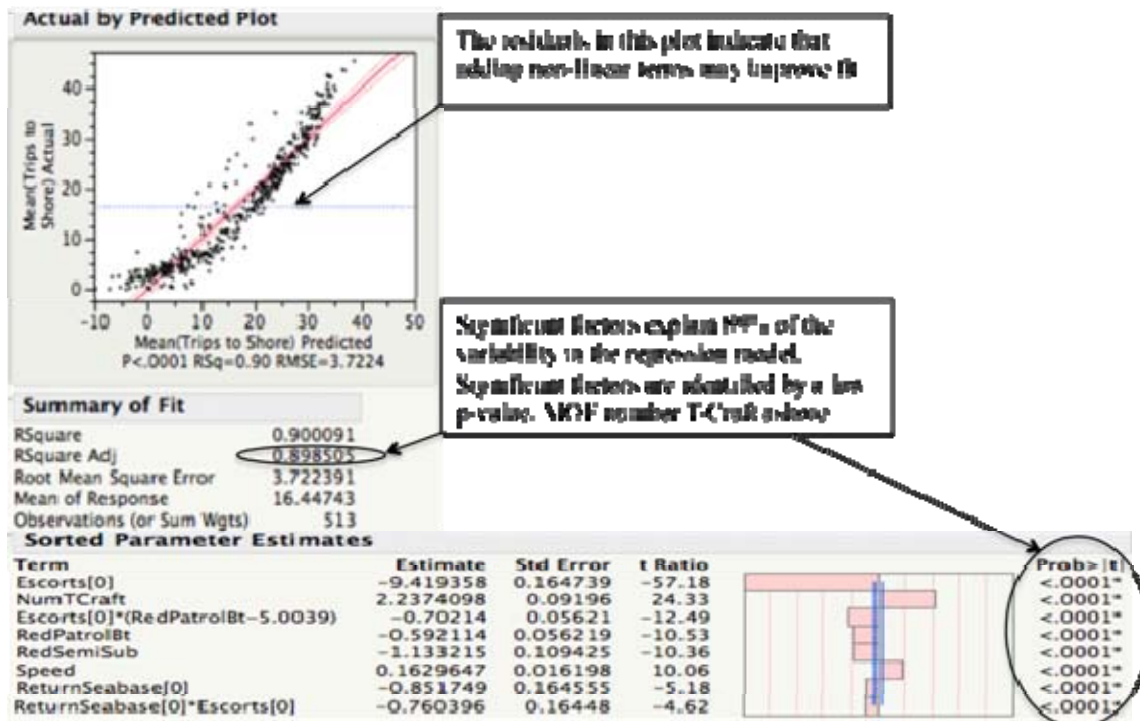 Actual by Predicted Plot
The residuals in this plot indicate that
adding non-linear terms may improve fit
Mean(Trips to
Shore) Actual
40
30
20
10
0
-10 0 10 20 30 40 50
Mean(Trips to Shore) Predicted
P<.0001 RSq=0.90 RMSE=3.7224
Significant factors explain of the
variability in the regression model.
Significant factors are identified by a low
p-value. number T-Craft
Summary of Fit
RSquare 0.900091
RSquare Adj 0.898505
Root Mean Square Error 3.722391
Mean of Response 16.44743
Observations (or Sum Wgts) 513
Sorted Parameter Estimates
Term Estimate Std Error t Ratio Prob>|t|
Escorts[0] -9.419358 0.164739 -57.18 <.0001*
NumTCraft 2.2374098 0.09196 24.33 <.0001*
Escorts[0]*(RedPatrolBt-5.0039) -0.70214 0.05621 -12.49 <.0001*
RedPatrolBt -0.592114 0.056219 -10.53 <.0001*
RedSemiSub -1.133215 0.109425 -10.36 <.0001*
Speed 0.1629647 0.016198 10.06 <.0001*
ReturnSeabase[0] -0.851749 0.164555 -5.18 <.0001*
ReturnSeabase[0]*Escorts[0] -0.760396 0.16448 -4.62 <.0001*